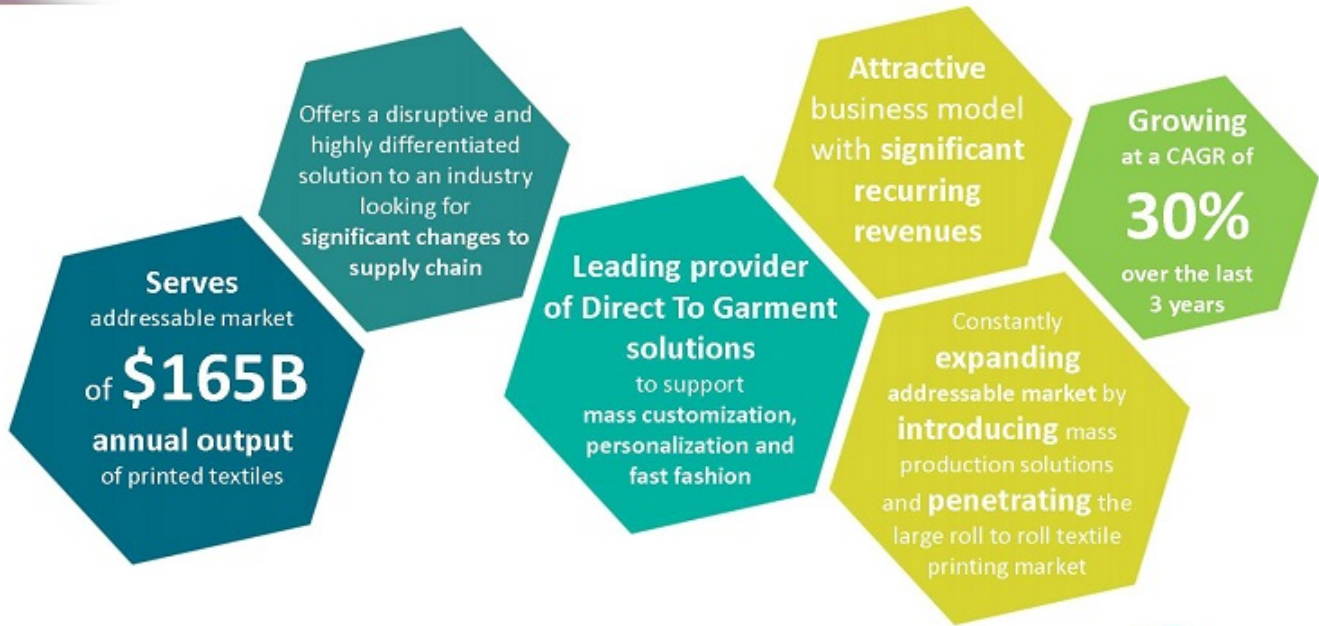 Serves
addressable market
of $165B
annual output
of printed textiles
Offers a disruptive and
highly differentiated
solution to an industry
looking for
significant changes to
supply chain
Leading provider
of Direct To Garment
solutions
to support
mass customization,
personalization and
fast fashion
Attractive
business model
with significant
recurring
revenues
Constantly
expanding
addressable market by
introducing mass
production solutions
and penetrating the
large roll to roll textile
printing market
Growing
at a CAGR of
30%
over the last
3 years